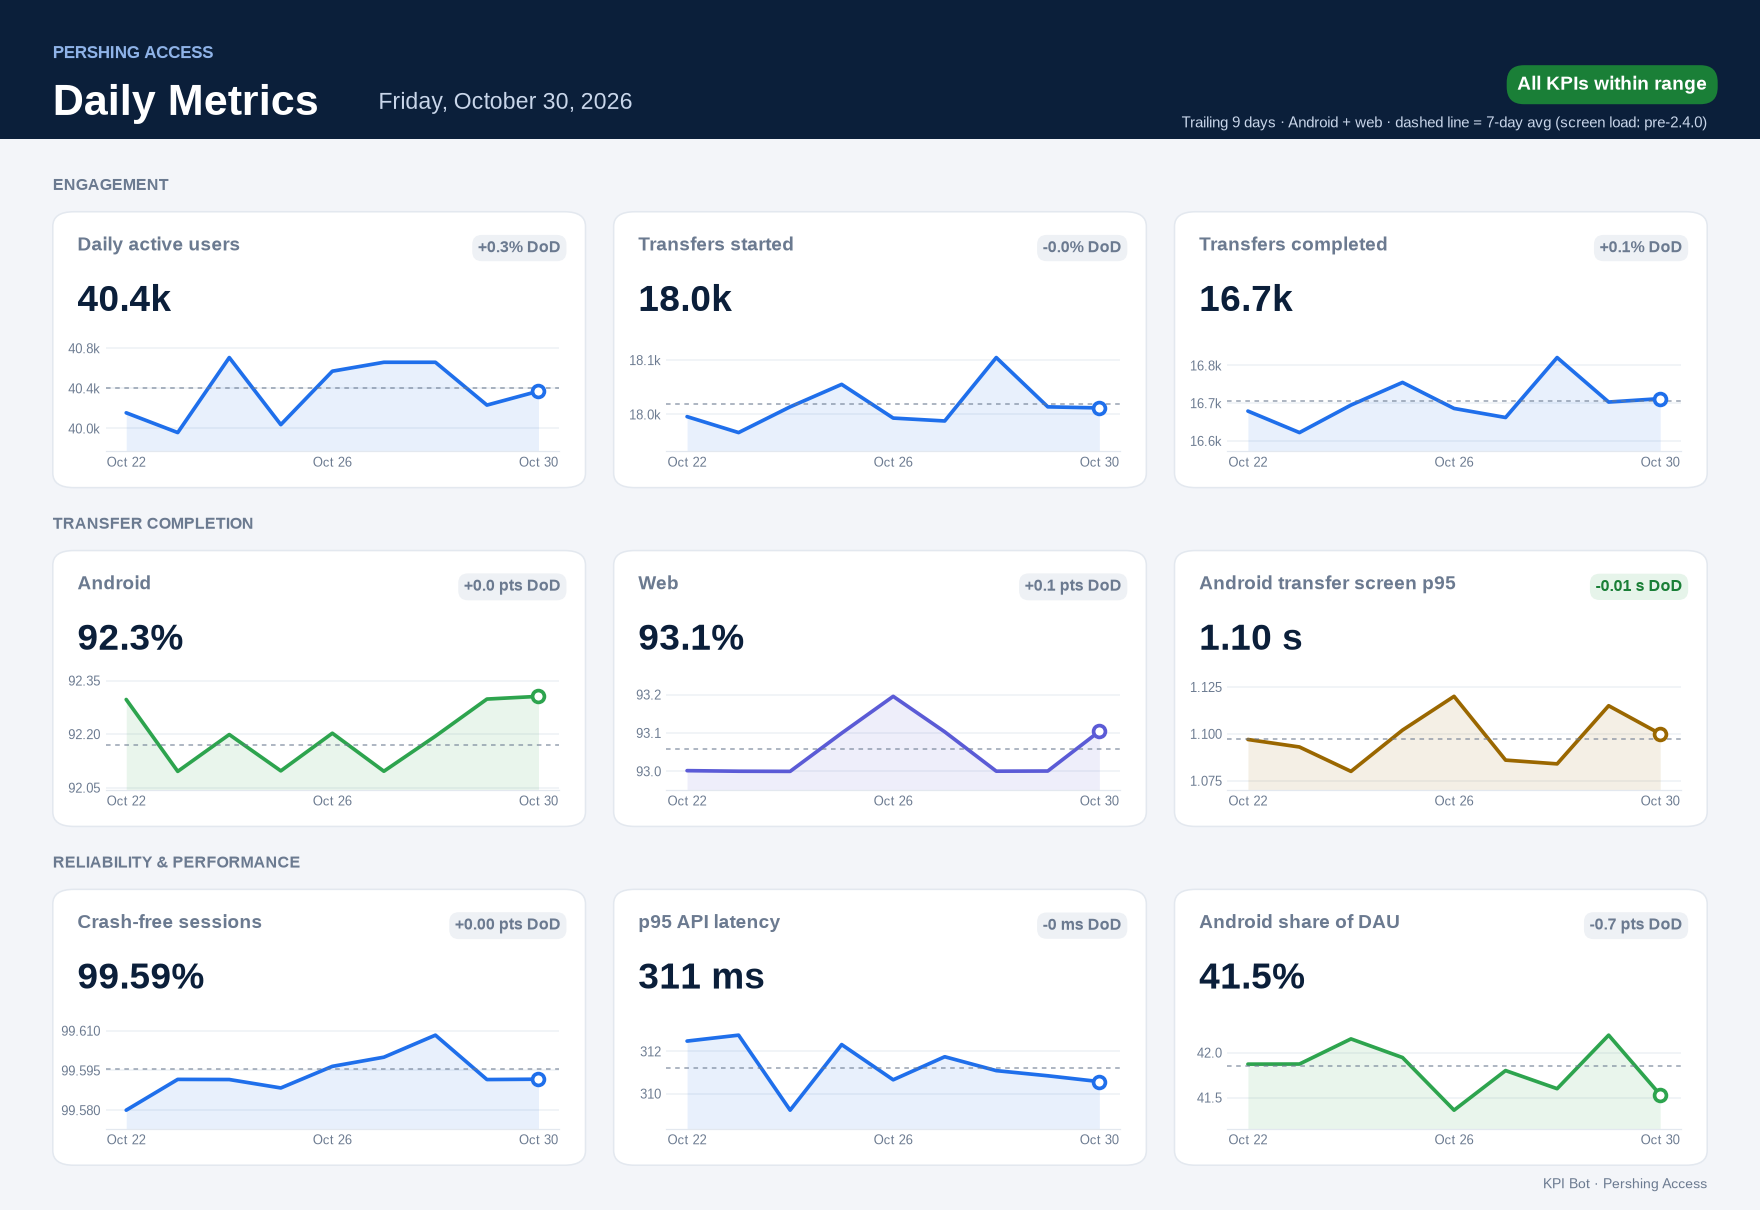 PERSHING ACCESS
Daily Metrics
Friday, October 30, 2026
All KPIs within range
Trailing 9 days · Android + web · dashed line = 7-day avg (screen load: pre-2.4.0)
ENGAGEMENT
Daily active users
+0.3% DoD
40.4k
40.8k
40.4k
40.0k
Oct 22
Oct 26
Oct 30
Transfers started
-0.0% DoD
18.0k
18.1k
18.0k
Oct 22
Oct 26
Oct 30
Transfers completed
+0.1% DoD
16.7k
16.8k
16.7k
16.6k
Oct 22
Oct 26
Oct 30
TRANSFER COMPLETION
Android
+0.0 pts DoD
92.3%
92.35
92.20
92.05
Oct 22
Oct 26
Oct 30
Web
+0.1 pts DoD
93.1%
93.2
93.1
93.0
Oct 22
Oct 26
Oct 30
Android transfer screen p95
-0.01 s DoD
1.10 s
1.125
1.100
1.075
Oct 22
Oct 26
Oct 30
RELIABILITY & PERFORMANCE
Crash-free sessions
+0.00 pts DoD
99.59%
99.610
99.595
99.580
Oct 22
Oct 26
Oct 30
p95 API latency
-0 ms DoD
311 ms
312
310
Oct 22
Oct 26
Oct 30
Android share of DAU
-0.7 pts DoD
41.5%
42.0
41.5
Oct 22
Oct 26
Oct 30
KPI Bot · Pershing Access